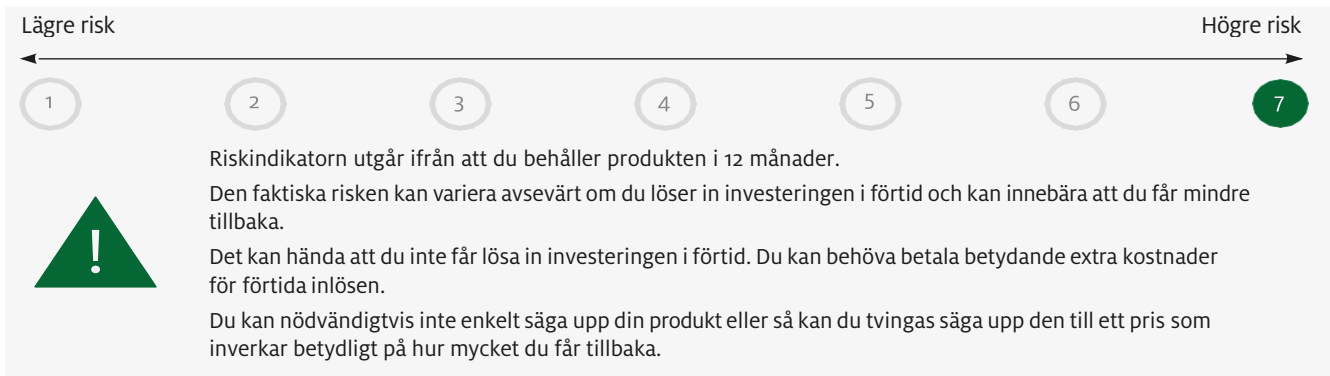 Lägre risk Högre risk
1 2 3 4 5 6 7
Riskindikatorn utgår ifrån att du behåller produkten i 12 månader.
Den faktiska risken kan variera avsevärt om du löser in investeringen i förtid och kan innebära att du får mindre
tillbaka.
!
Det kan hända att du inte får lösa in investeringen i förtid. Du kan behöva betala betydande extra kostnader
för förtida inlösen.
Du kan nödvändigtvis inte enkelt säga upp din produkt eller så kan du tvingas säga upp den till ett pris som
inverkar betydligt på hur mycket du får tillbaka.